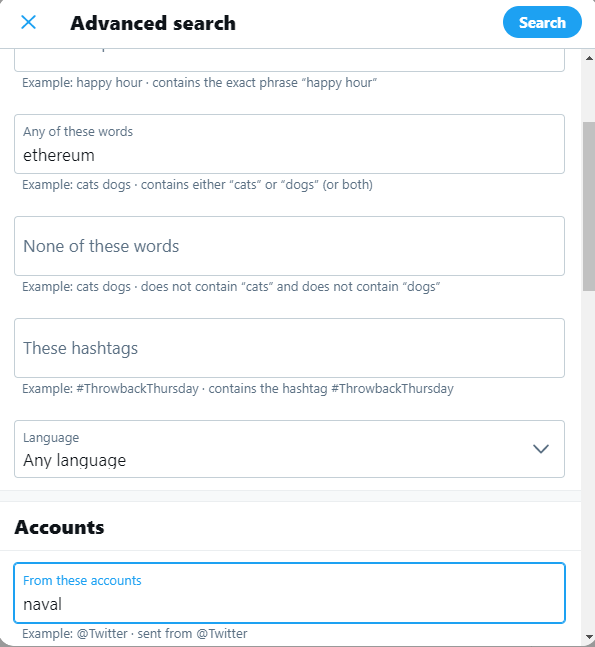 Advanced search
Search
Example: happy hour · contains the exact phrase “happy hour”
Any of these words
ethereum
Example: cats dogs · contains either “cats” or “dogs” (or both)
None of these words
Example: cats dogs · does not contain “cats” and does not contain “dogs”
These hashtags
Example: #ThrowbackThursday · contains the hashtag #ThrowbackThursday
Language
Any language
Accounts
From these accounts
naval
Example: @Twitter · sent from @Twitter